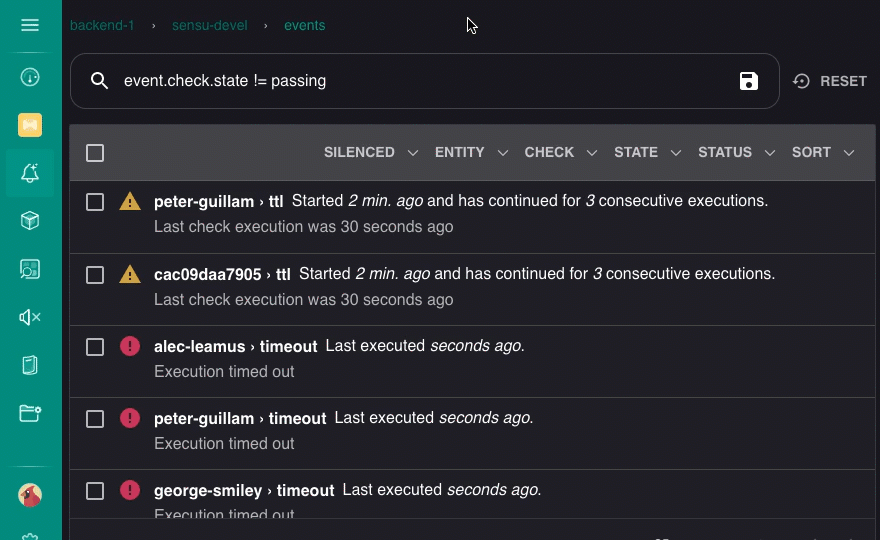 backend-1 › sensu-devel › events
event.check.state != passing
RESET
SILENCED ENTITY CHECK STATE STATUS SORT
peter-guillam › ttl Started 2 min. ago and has continued for 3 consecutive executions.
Last check execution was 30 seconds ago
cac09daa7905 › ttl Started 2 min. ago and has continued for 3 consecutive executions.
Last check execution was 30 seconds ago
alec-leamus › timeout Last executed seconds ago.
Execution timed out
peter-guillam › timeout Last executed seconds ago.
Execution timed out
george-smiley › timeout Last executed seconds ago.
Execution timed out